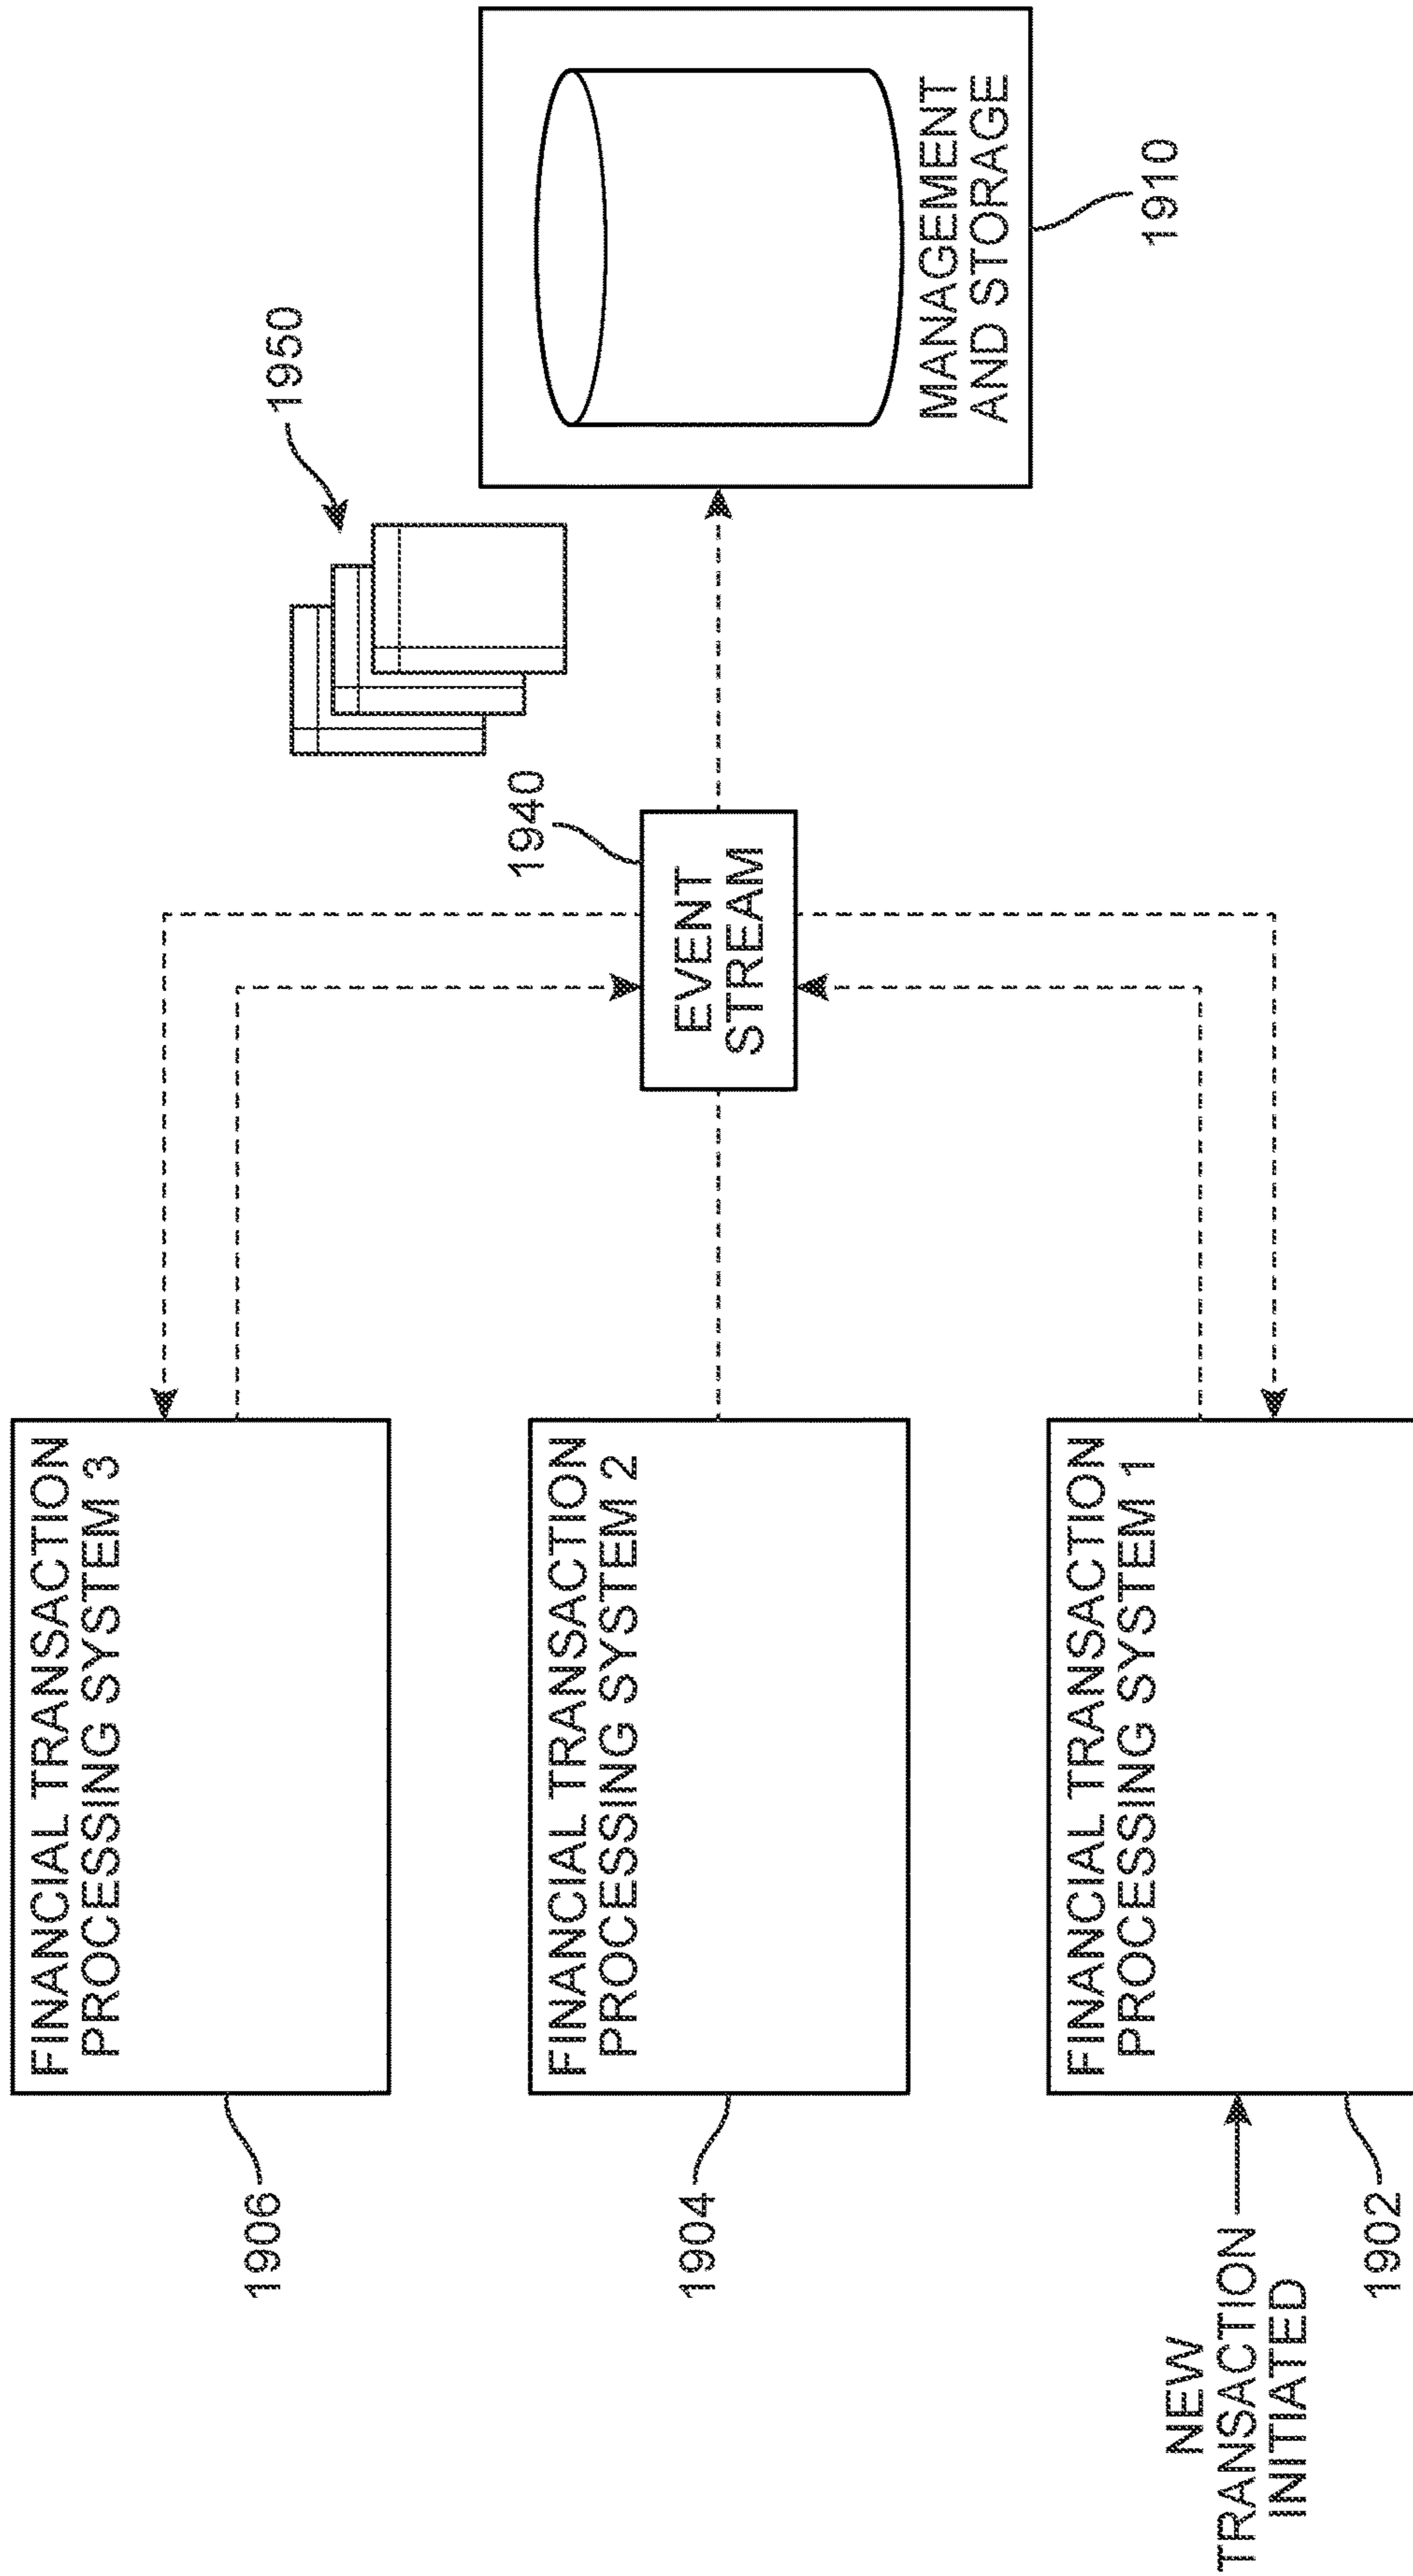 FINANCIAL TRANSACTION
PROCESSING SYSTEM 3
1906
1950
FINANCIAL TRANSACTION
PROCESSING SYSTEM 2
1904
1940
EVENT
STREAM
MANAGEMENT
AND STORAGE
1910
FINANCIAL TRANSACTION
PROCESSING SYSTEM 1
NEW
TRANSACTION
INITIATED
1902